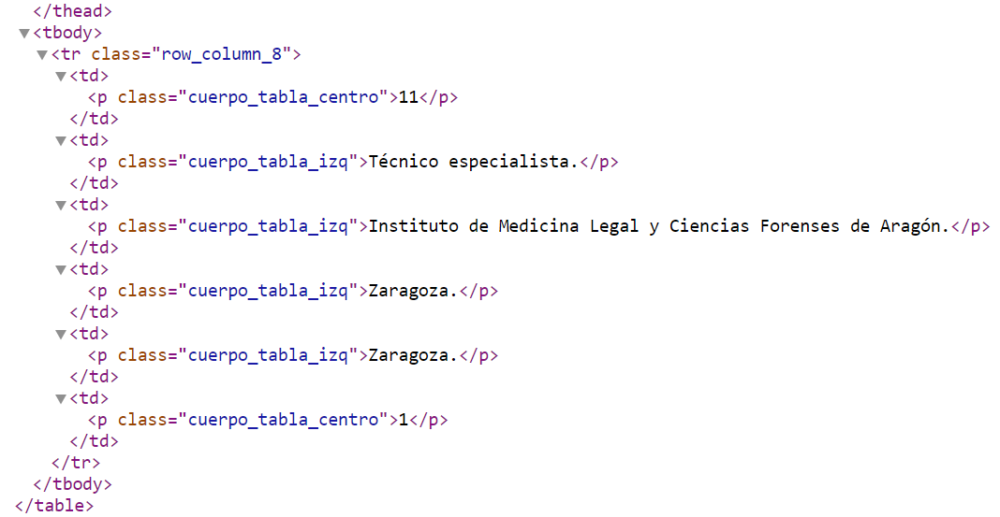 </thead>
<tbody>
<tr class="row_column_8">
<td>
<p class="cuerpo_tabla_centro">11</p>
</td>
<td>
<p class="cuerpo_tabla_izq">Técnico especialista.</p>
</td>
<td>
<p class="cuerpo_tabla_izq">Instituto de Medicina Legal y Ciencias Forenses de Aragón.</p>
</td>
<td>
<p class="cuerpo_tabla_izq">Zaragoza.</p>
</td>
<td>
<p class="cuerpo_tabla_izq">Zaragoza.</p>
</td>
<td>
<p class="cuerpo_tabla_centro">1</p>
</td>
</tr>
</tbody>
</table>